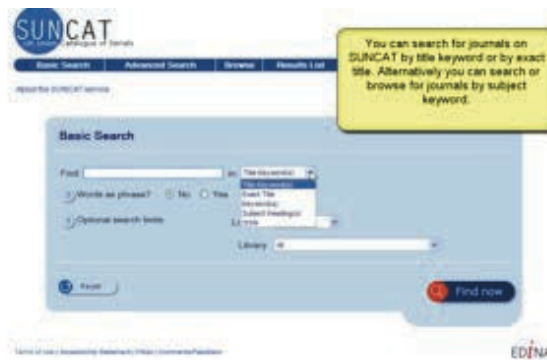 SUNCAT
Catalogue of Serials
Basic Search Advanced Search Browse Results List
About the SUNCAT service
You can search for journals on
SUNCAT by title keyword or by exact
title. Alternatively you can search or
browse for journals by subject
keyword.
Basic Search
Find in Title Keyword(s)
Title Keyword(s)
Exact Title
Keyword(s)
Subject Heading(s)
ISSN
Words as phrase? No Yes
Optional search limits
Library All
Reset
Find now
EDINA